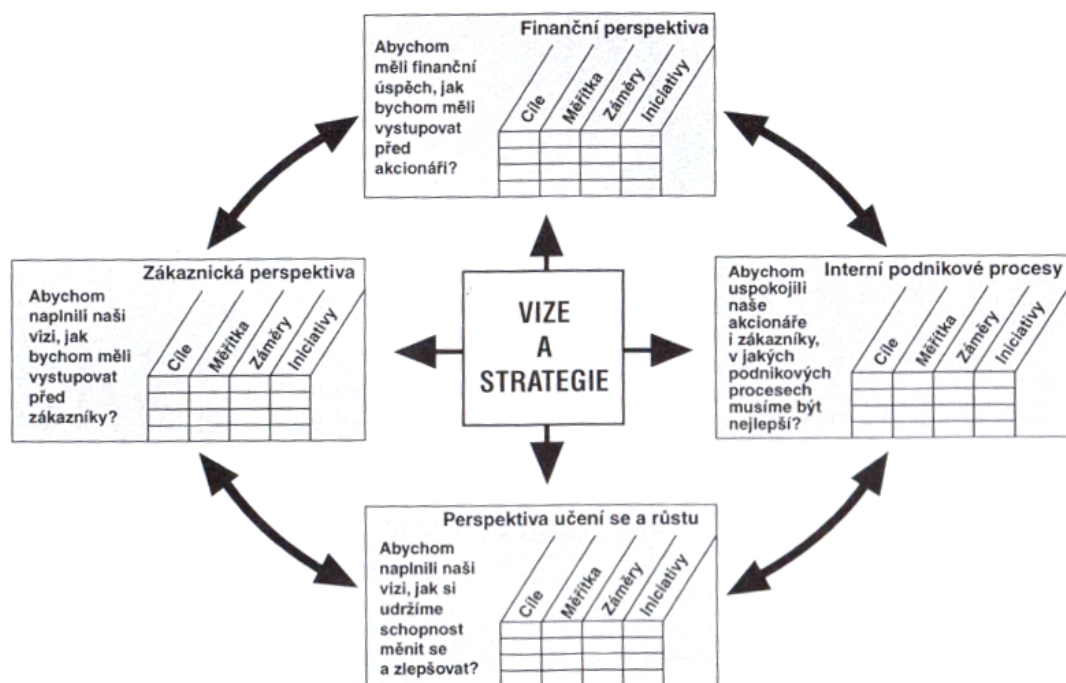 Finanční perspektiva
Abychom
měli finanční
úspěch, jak
bychom měli
vystupovat
před
akcionáři?
Cíle
Měřítka
Záměry
Iniciativy
Zákaznická perspektiva
Abychom
naplnili naši
vizi, jak
bychom měli
vystupovat
před
zákazníky?
Cíle
Měřítka
Záměry
Iniciativy
VIZE
A
STRATEGIE
Interní podnikové procesy
Abychom
uspokojili
naše
akcionáře
i zákazníky,
v jakých
podnikových
procesech
musíme být
nejlepší?
Cíle
Měřítka
Záměry
Iniciativy
Perspektiva učení se a růstu
Abychom
naplnili naši
vizi, jak si
udržíme
schopnost
měnit se
a zlepšovat?
Cíle
Měřítka
Záměry
Iniciativy